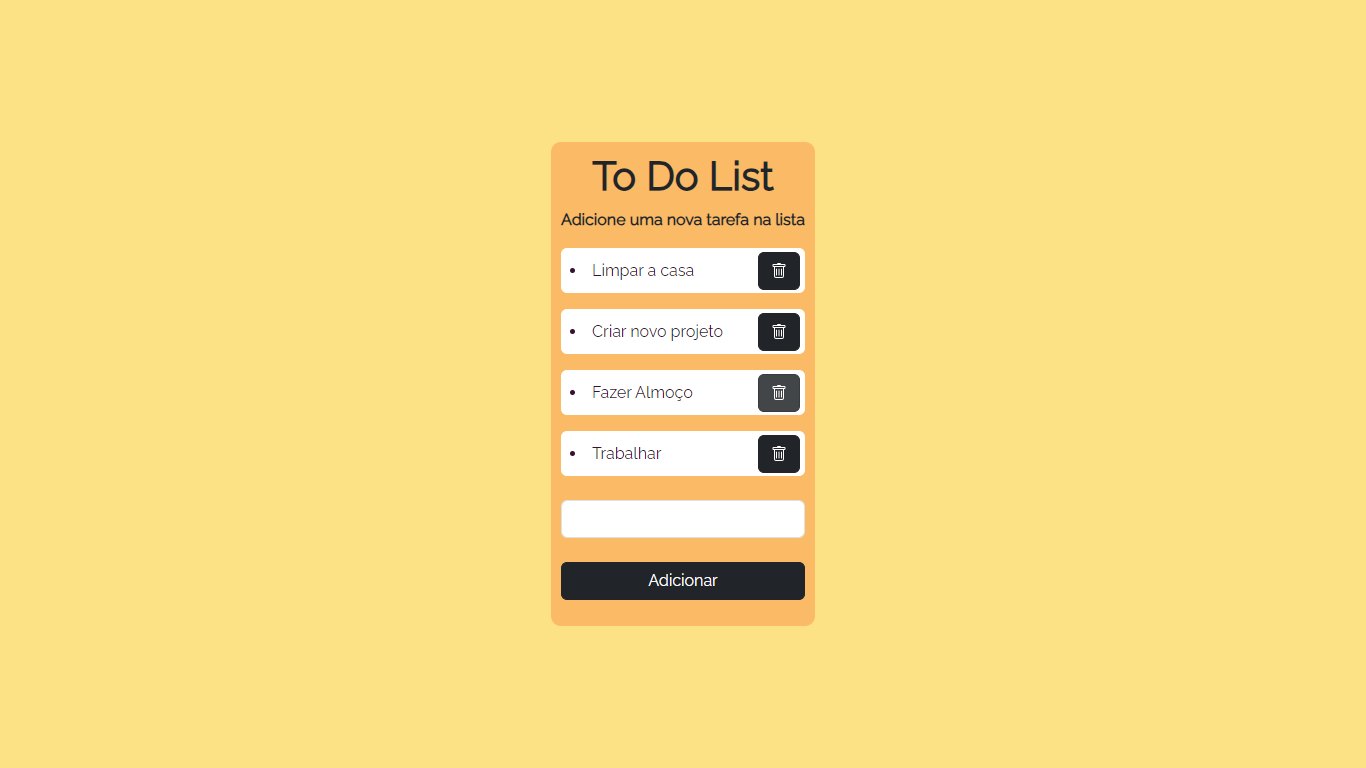 To Do List
Adicione uma nova tarefa na lista
Limpar a casa
Criar novo projeto
Fazer Almoço
Trabalhar
Adicionar